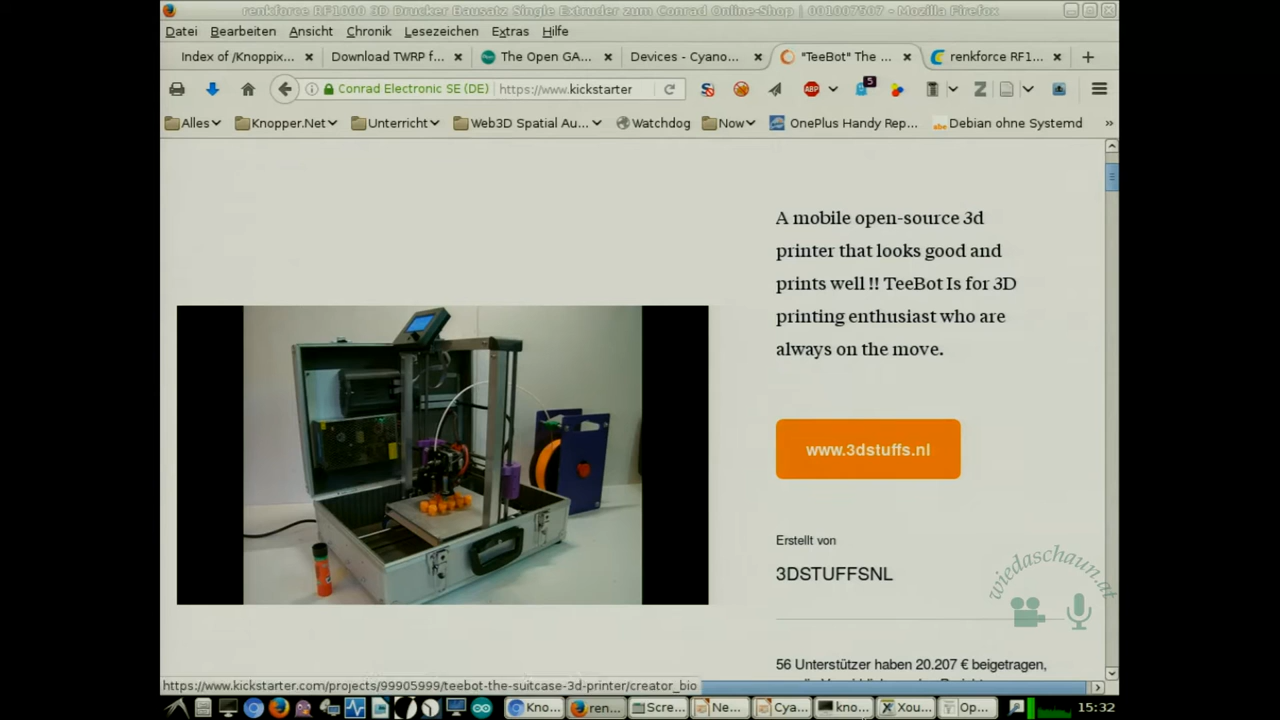 renkforce RF1000 3D Drucker Bausatz Single Extruder zum Conrad Online-Shop | 001007507 - Mozilla Firefox
Datei Bearbeiten Ansicht Chronik Lesezeichen Extras Hilfe
Index of /Knoppix... Download TWRP f... The Open GA... Devices - Cyano... "TeeBot" The ... renkforce RF1...
Conrad Electronic SE (DE) https://www.kickstarter ABP 5
Alles Knopper.Net Unterricht Web3D Spatial Au... Watchdog Now OnePlus Handy Rep... Debian ohne Systemd »
A mobile open-source 3d
printer that looks good and
prints well !! TeeBot Is for 3D
printing enthusiast who are
always on the move.
www.3dstuffs.nl
Erstellt von
3DSTUFFSNL
wiedaschaun.at
56 Unterstützer haben 20.207 € beigetragen,
https://www.kickstarter.com/projects/99905999/teebot-the-suitcase-3d-printer/creator_bio
Kno... ren... Scre... Ne... Cya... kno... Xou... Op... 15:32